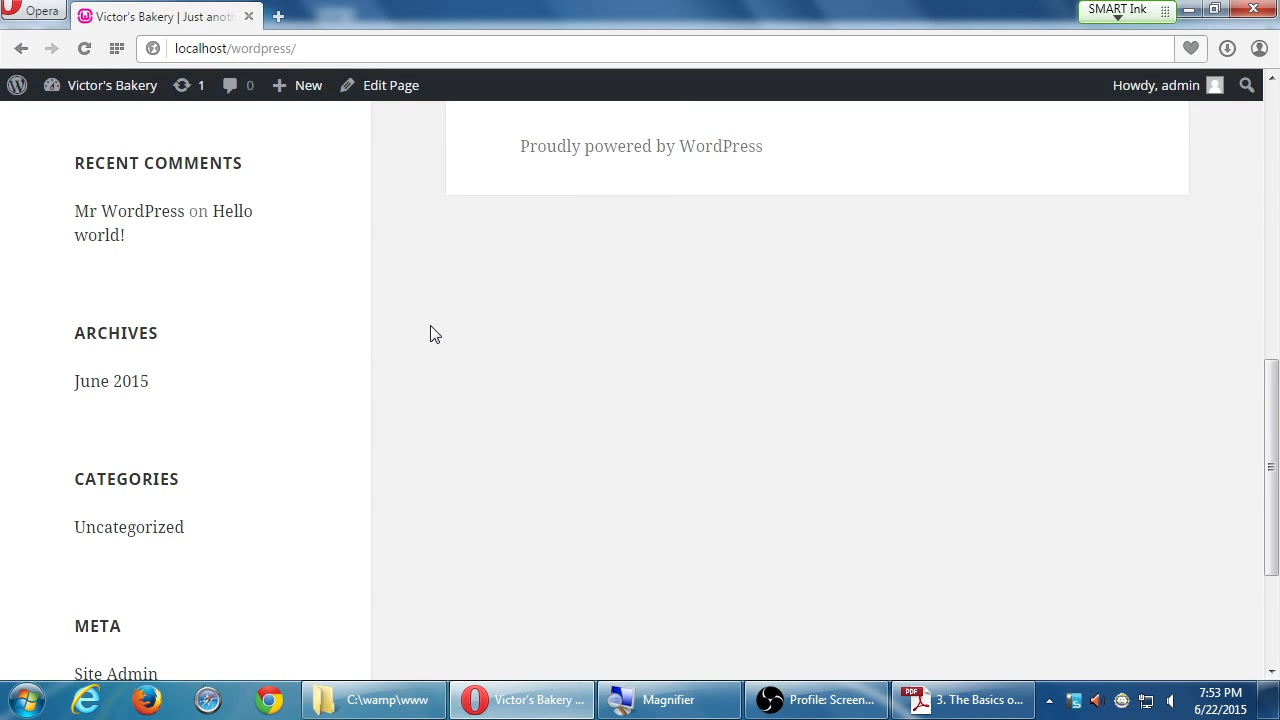 Opera
Victor's Bakery | Just anoth
SMART Ink
localhost/wordpress/
Victor's Bakery
1
0
New
Edit Page
Howdy, admin
Proudly powered by WordPress
RECENT COMMENTS
Mr WordPress on Hello
world!
ARCHIVES
June 2015
CATEGORIES
Uncategorized
META
Site Admin
C:\wamp\www
Victor's Bakery ...
Magnifier
Profile: Screen...
PDF
3. The Basics o...
7:53 PM
6/22/2015